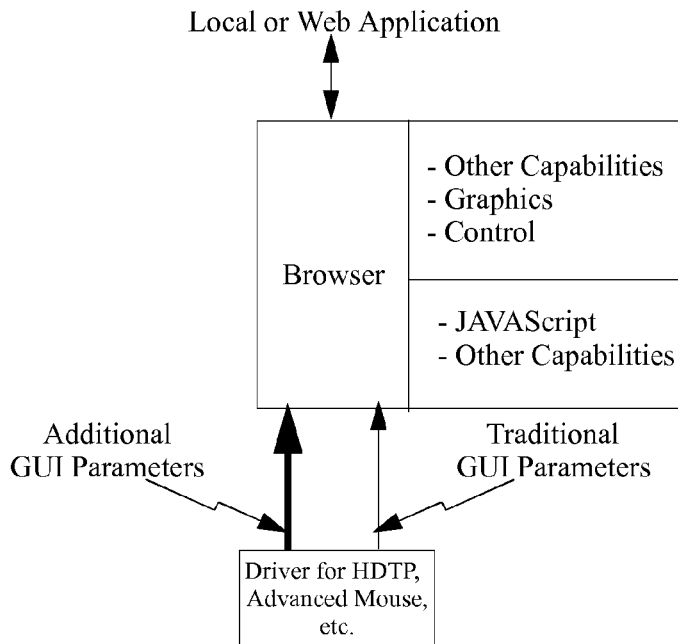 Local or Web Application
- Other Capabilities
- Graphics
- Control
Browser
- JAVAScript
- Other Capabilities
Additional
GUI Parameters
Traditional
GUI Parameters
Driver for HDTP,
Advanced Mouse,
etc.